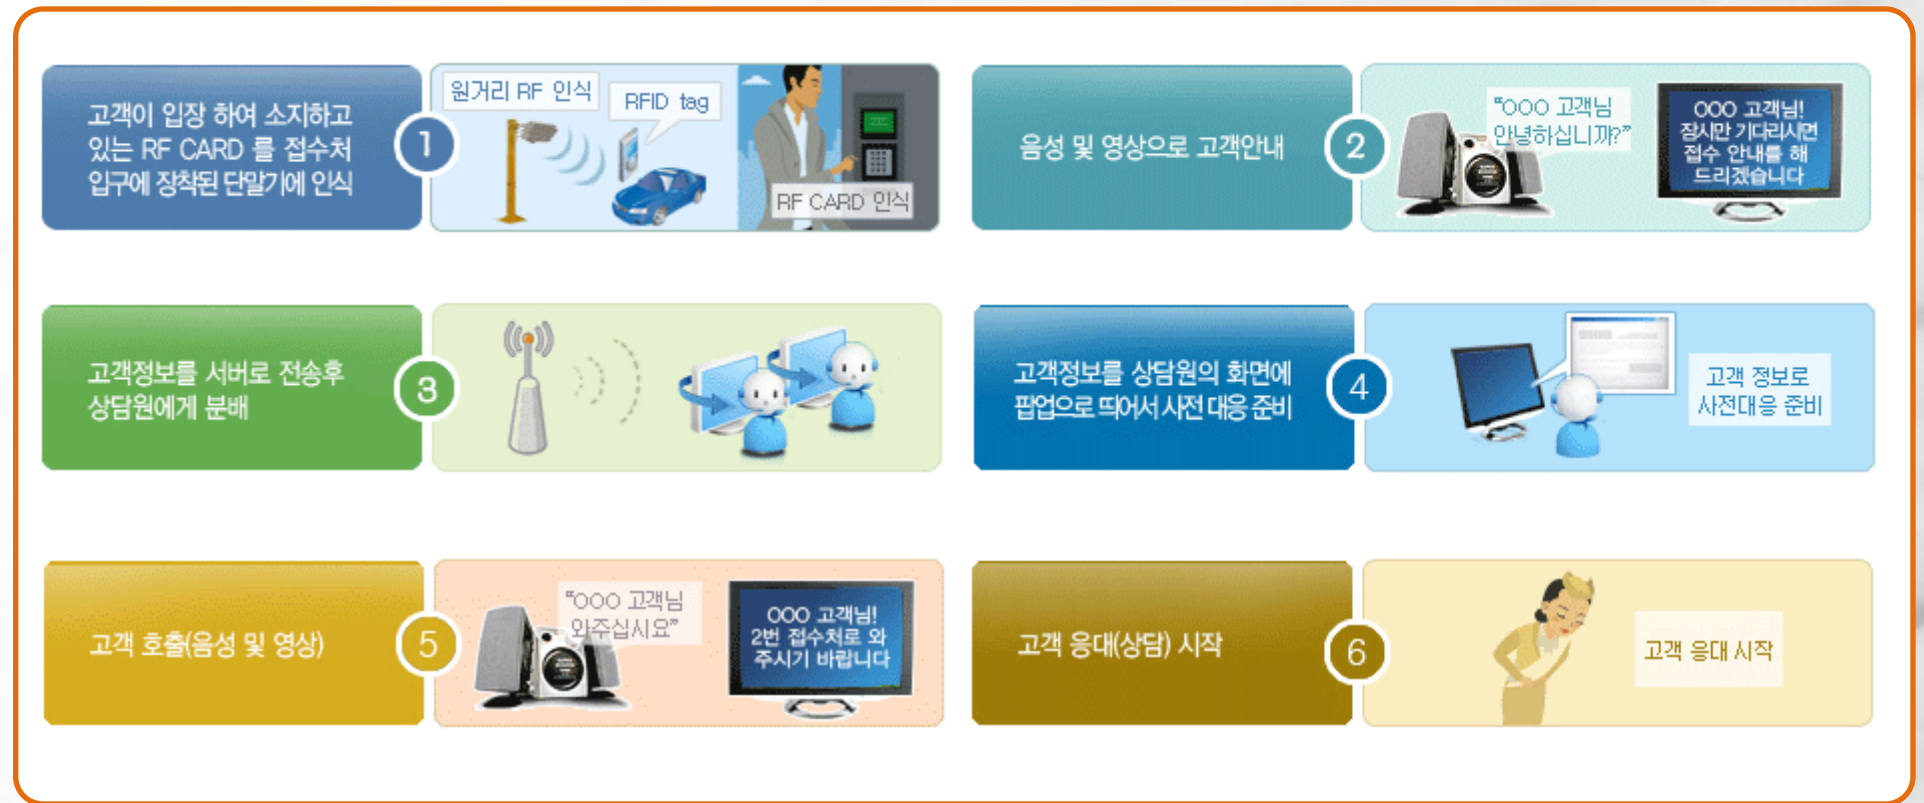 고객이 입장 하여 소지하고
있는 RF CARD 를 접수처
입구에 장착된 단말기에 인식
1
원거리 RF 인식
RFID tag
RF CARD 인식
음성 및 영상으로 고객안내
2
"OOO 고객님
안녕하십니까?"
OOO 고객님!
잠시만 기다리시면
접수 안내를 해
드리겠습니다
고객정보를 서버로 전송후
상담원에게 분배
3
고객정보를 상담원의 화면에
팝업으로 띄어서 사전 대응 준비
4
고객 정보로
사전대응 준비
고객 호출(음성 및 영상)
5
"OOO 고객님
와주십시요"
OOO 고객님!
2번 접수처로 와
주시기 바랍니다
고객 응대(상담) 시작
6
고객 응대 시작